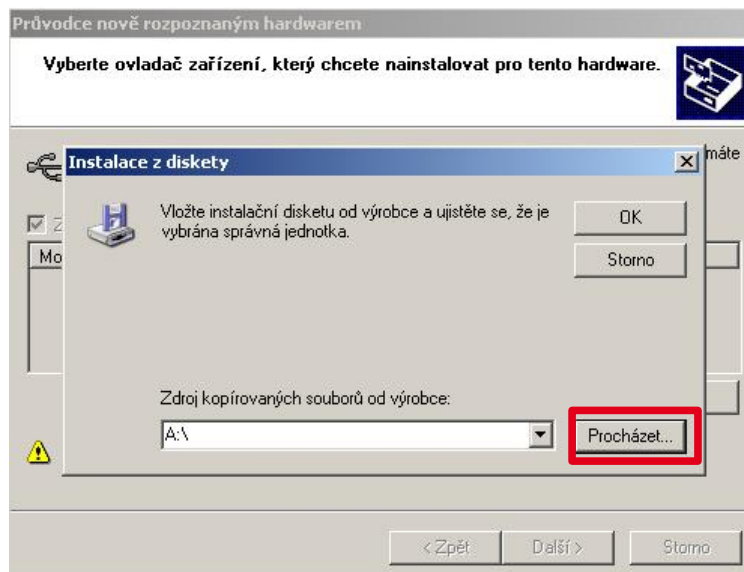 Průvodce nově rozpoznaným hardwarem
Vyberte ovladač zařízení, který chcete nainstalovat pro tento hardware.
máte
Instalace z diskety
Vložte instalační disketu od výrobce a ujistěte se, že je
vybrána správná jednotka.
OK
Storno
Z
Mo
Zdroj kopírovaných souborů od výrobce:
A:\
Procházet...
< Zpět
Další >
Storno